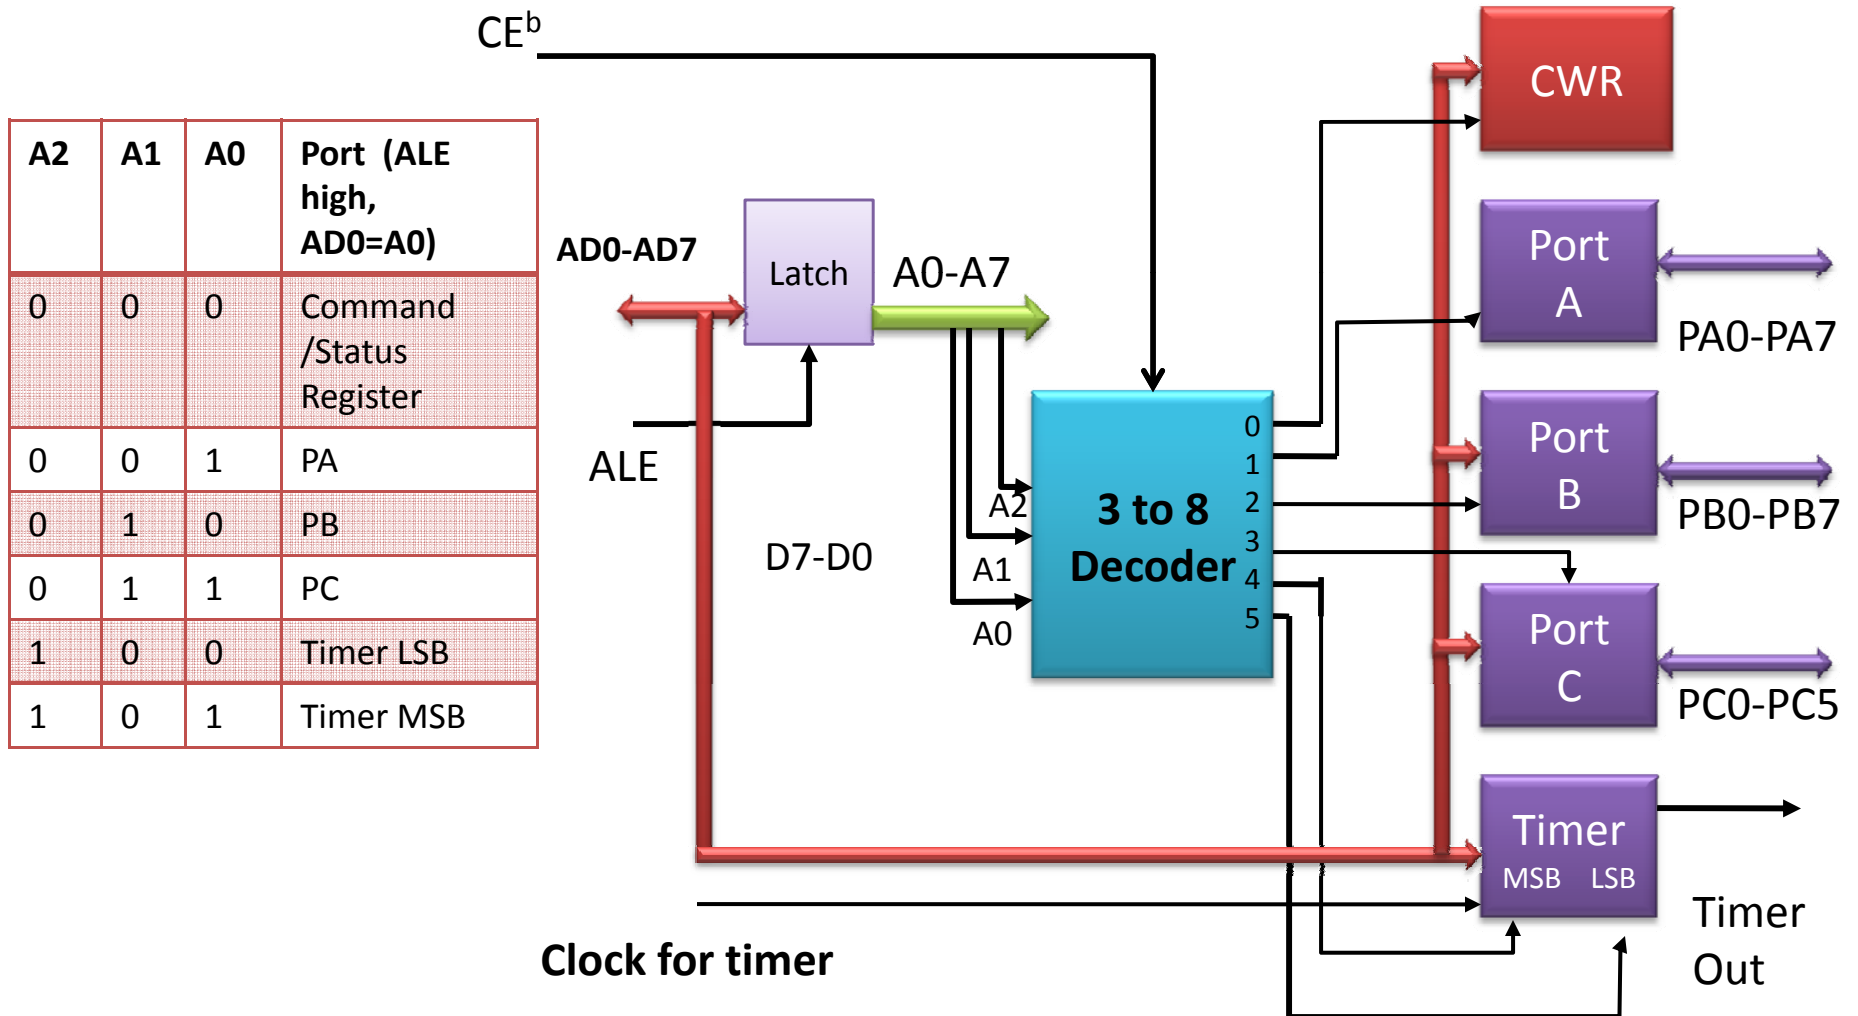 CEᵇ
A2 A1 A0 Port (ALE
high,
AD0=A0)
0 0 0 Command
/Status
Register
0 0 1 PA
0 1 0 PB
0 1 1 PC
1 0 0 Timer LSB
1 0 1 Timer MSB
AD0-AD7
Latch
A0-A7
ALE
D7-D0
A2
A1
A0
3 to 8
Decoder
0
1
2
3
4
5
CWR
Port
A
PA0-PA7
Port
B
PB0-PB7
Port
C
PC0-PC5
Timer
MSB LSB
Timer
Out
Clock for timer